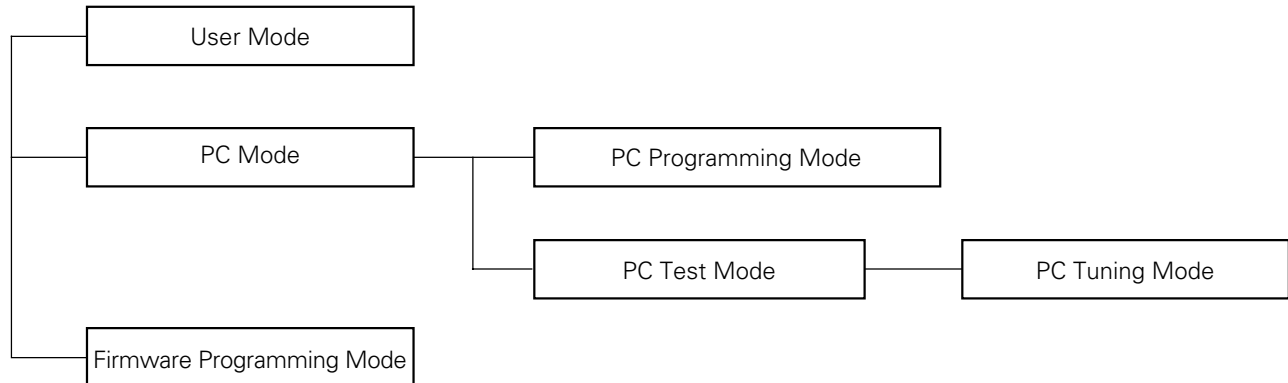 User Mode
PC Mode
PC Programming Mode
PC Test Mode
PC Tuning Mode
Firmware Programming Mode